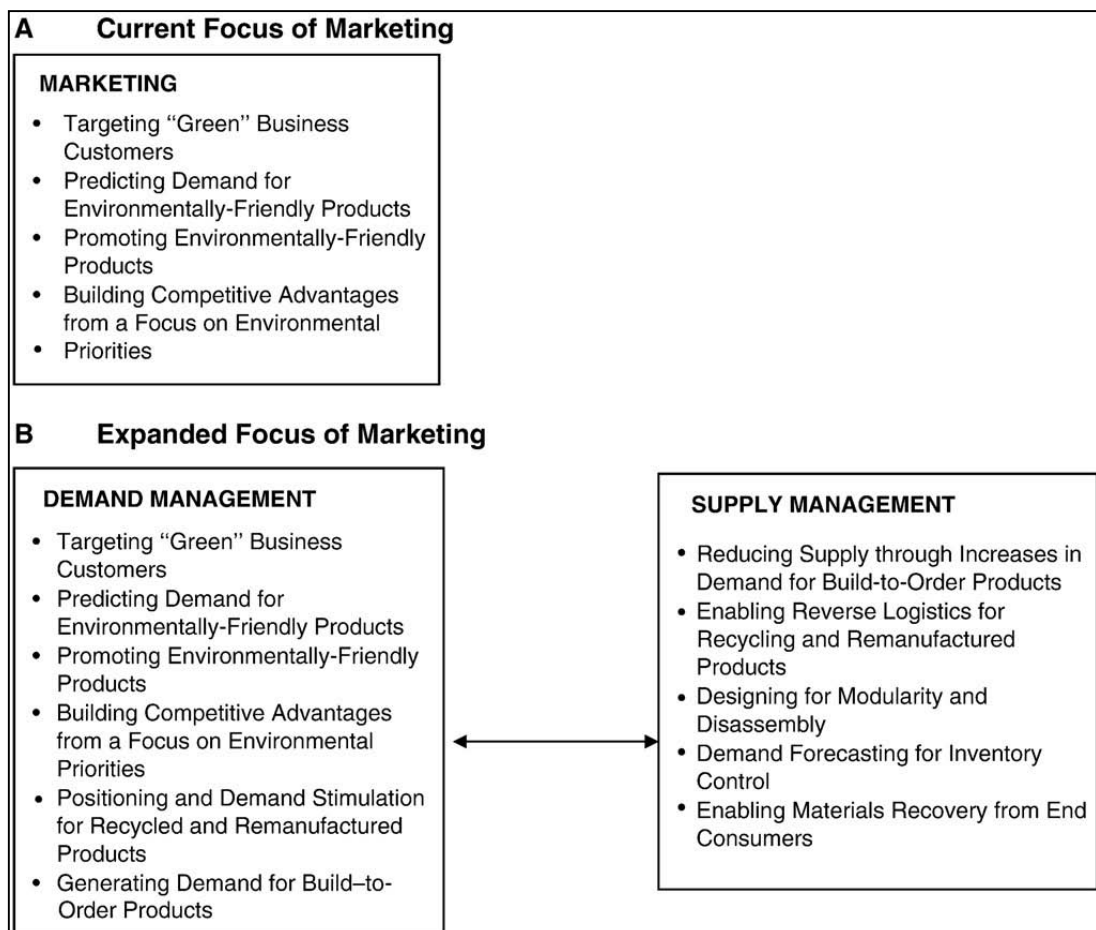 A Current Focus of Marketing
MARKETING
• Targeting “Green” Business
Customers
• Predicting Demand for
Environmentally-Friendly Products
• Promoting Environmentally-Friendly
Products
• Building Competitive Advantages
from a Focus on Environmental
• Priorities
B Expanded Focus of Marketing
DEMAND MANAGEMENT
• Targeting “Green” Business
Customers
• Predicting Demand for
Environmentally-Friendly Products
• Promoting Environmentally-Friendly
Products
• Building Competitive Advantages
from a Focus on Environmental
Priorities
• Positioning and Demand Stimulation
for Recycled and Remanufactured
Products
• Generating Demand for Build–to-
Order Products
SUPPLY MANAGEMENT
• Reducing Supply through Increases in
Demand for Build-to-Order Products
• Enabling Reverse Logistics for
Recycling and Remanufactured
Products
• Designing for Modularity and
Disassembly
• Demand Forecasting for Inventory
Control
• Enabling Materials Recovery from End
Consumers